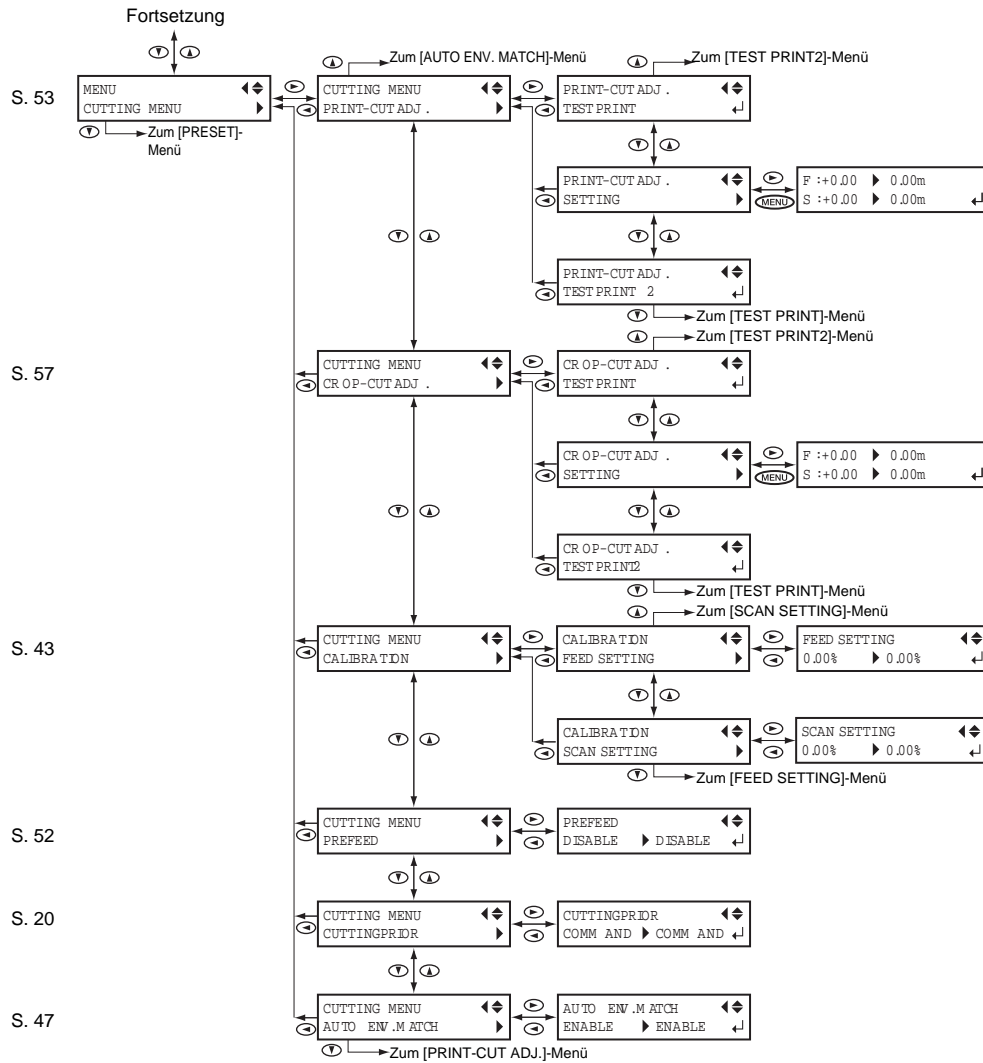 Fortsetzung
Zum [AUTO ENV. MATCH]-Menü
Zum [TEST PRINT2]-Menü
S. 53
MENU
CUTTING MENU
CUTTING MENU
PRINT-CUT ADJ.
PRINT-CUT ADJ.
TEST PRINT
Zum [PRESET]-
Menü
PRINT-CUT ADJ.
SETTING
MENU
F :+0.00 0.00m
S :+0.00 0.00m
PRINT-CUT ADJ.
TEST PRINT 2
Zum [TEST PRINT]-Menü
Zum [TEST PRINT2]-Menü
S. 57
CUTTING MENU
CROP-CUT ADJ.
CROP-CUT ADJ.
TEST PRINT
CROP-CUT ADJ.
SETTING
MENU
F :+0.00 0.00m
S :+0.00 0.00m
CROP-CUT ADJ.
TEST PRINT2
Zum [TEST PRINT]-Menü
Zum [SCAN SETTING]-Menü
S. 43
CUTTING MENU
CALIBRATION
CALIBRATION
FEED SETTING
FEED SETTING
0.00% 0.00%
CALIBRATION
SCAN SETTING
SCAN SETTING
0.00% 0.00%
Zum [FEED SETTING]-Menü
S. 52
CUTTING MENU
PREFEED
PREFEED
DISABLE DISABLE
S. 20
CUTTING MENU
CUTTINGPRIOR
CUTTINGPRIOR
COMMAND COMMAND
S. 47
CUTTING MENU
AUTO ENV.MATCH
AUTO ENV.MATCH
ENABLE ENABLE
Zum [PRINT-CUT ADJ.]-Menü